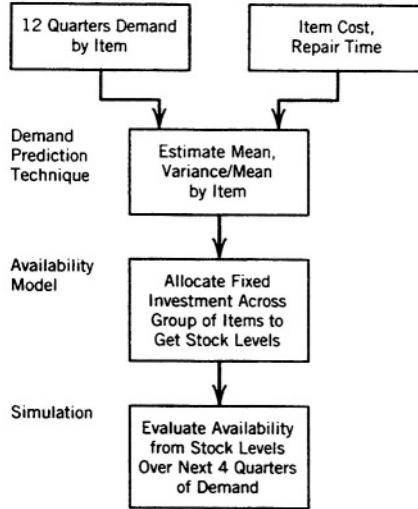 12 Quarters Demand
by Item
Item Cost,
Repair Time
Demand
Prediction
Technique
Estimate Mean,
Variance/Mean
by Item
Availability
Model
Allocate Fixed
Investment Across
Group of Items to
Get Stock Levels
Simulation
Evaluate Availability
from Stock Levels
Over Next 4 Quarters
of Demand